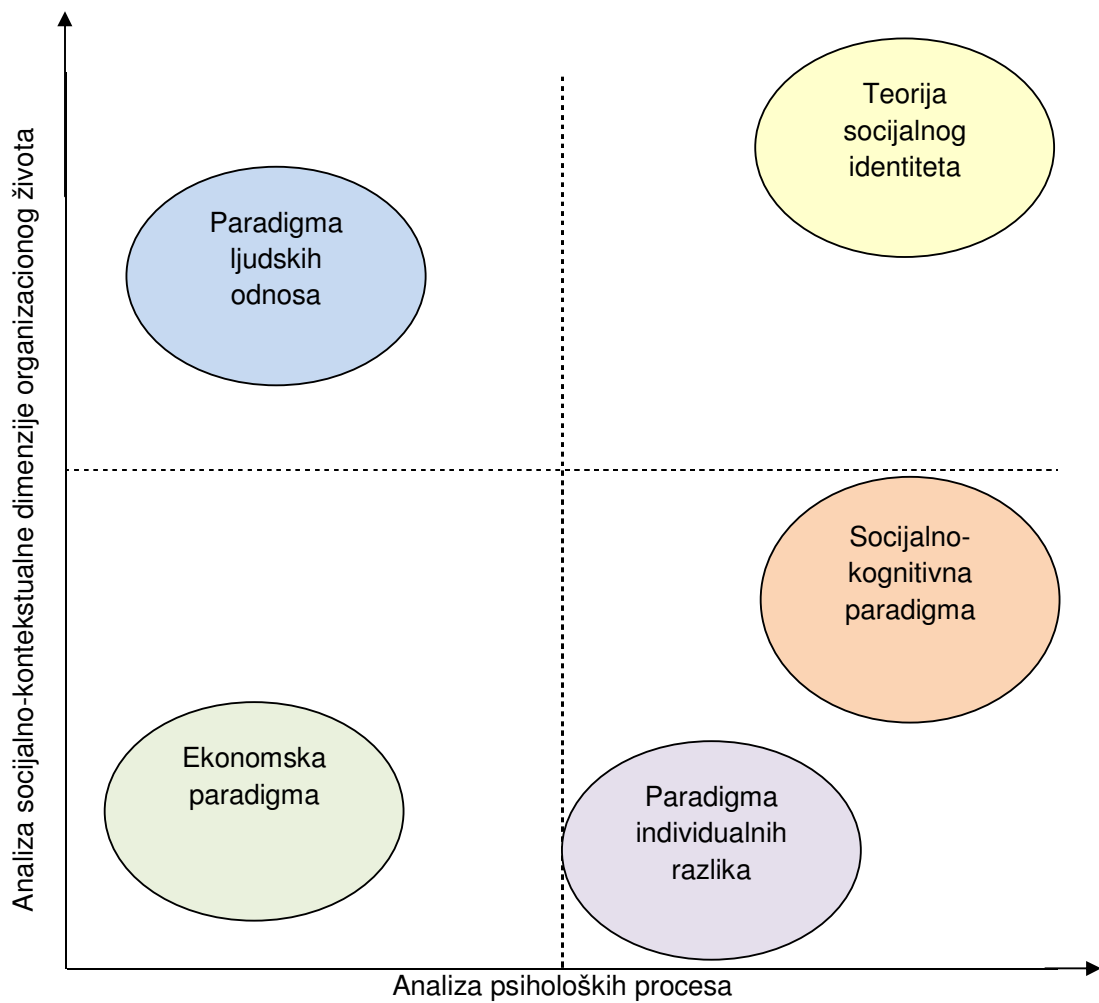 Analiza socijalno-kontekstualne dimenzije organizacionog života
Teorija
socijalnog
identiteta
Paradigma
ljudskih
odnosa
Socijalno-
kognitivna
paradigma
Ekonomska
paradigma
Paradigma
individualnih
razlika
Analiza psiholoških procesa